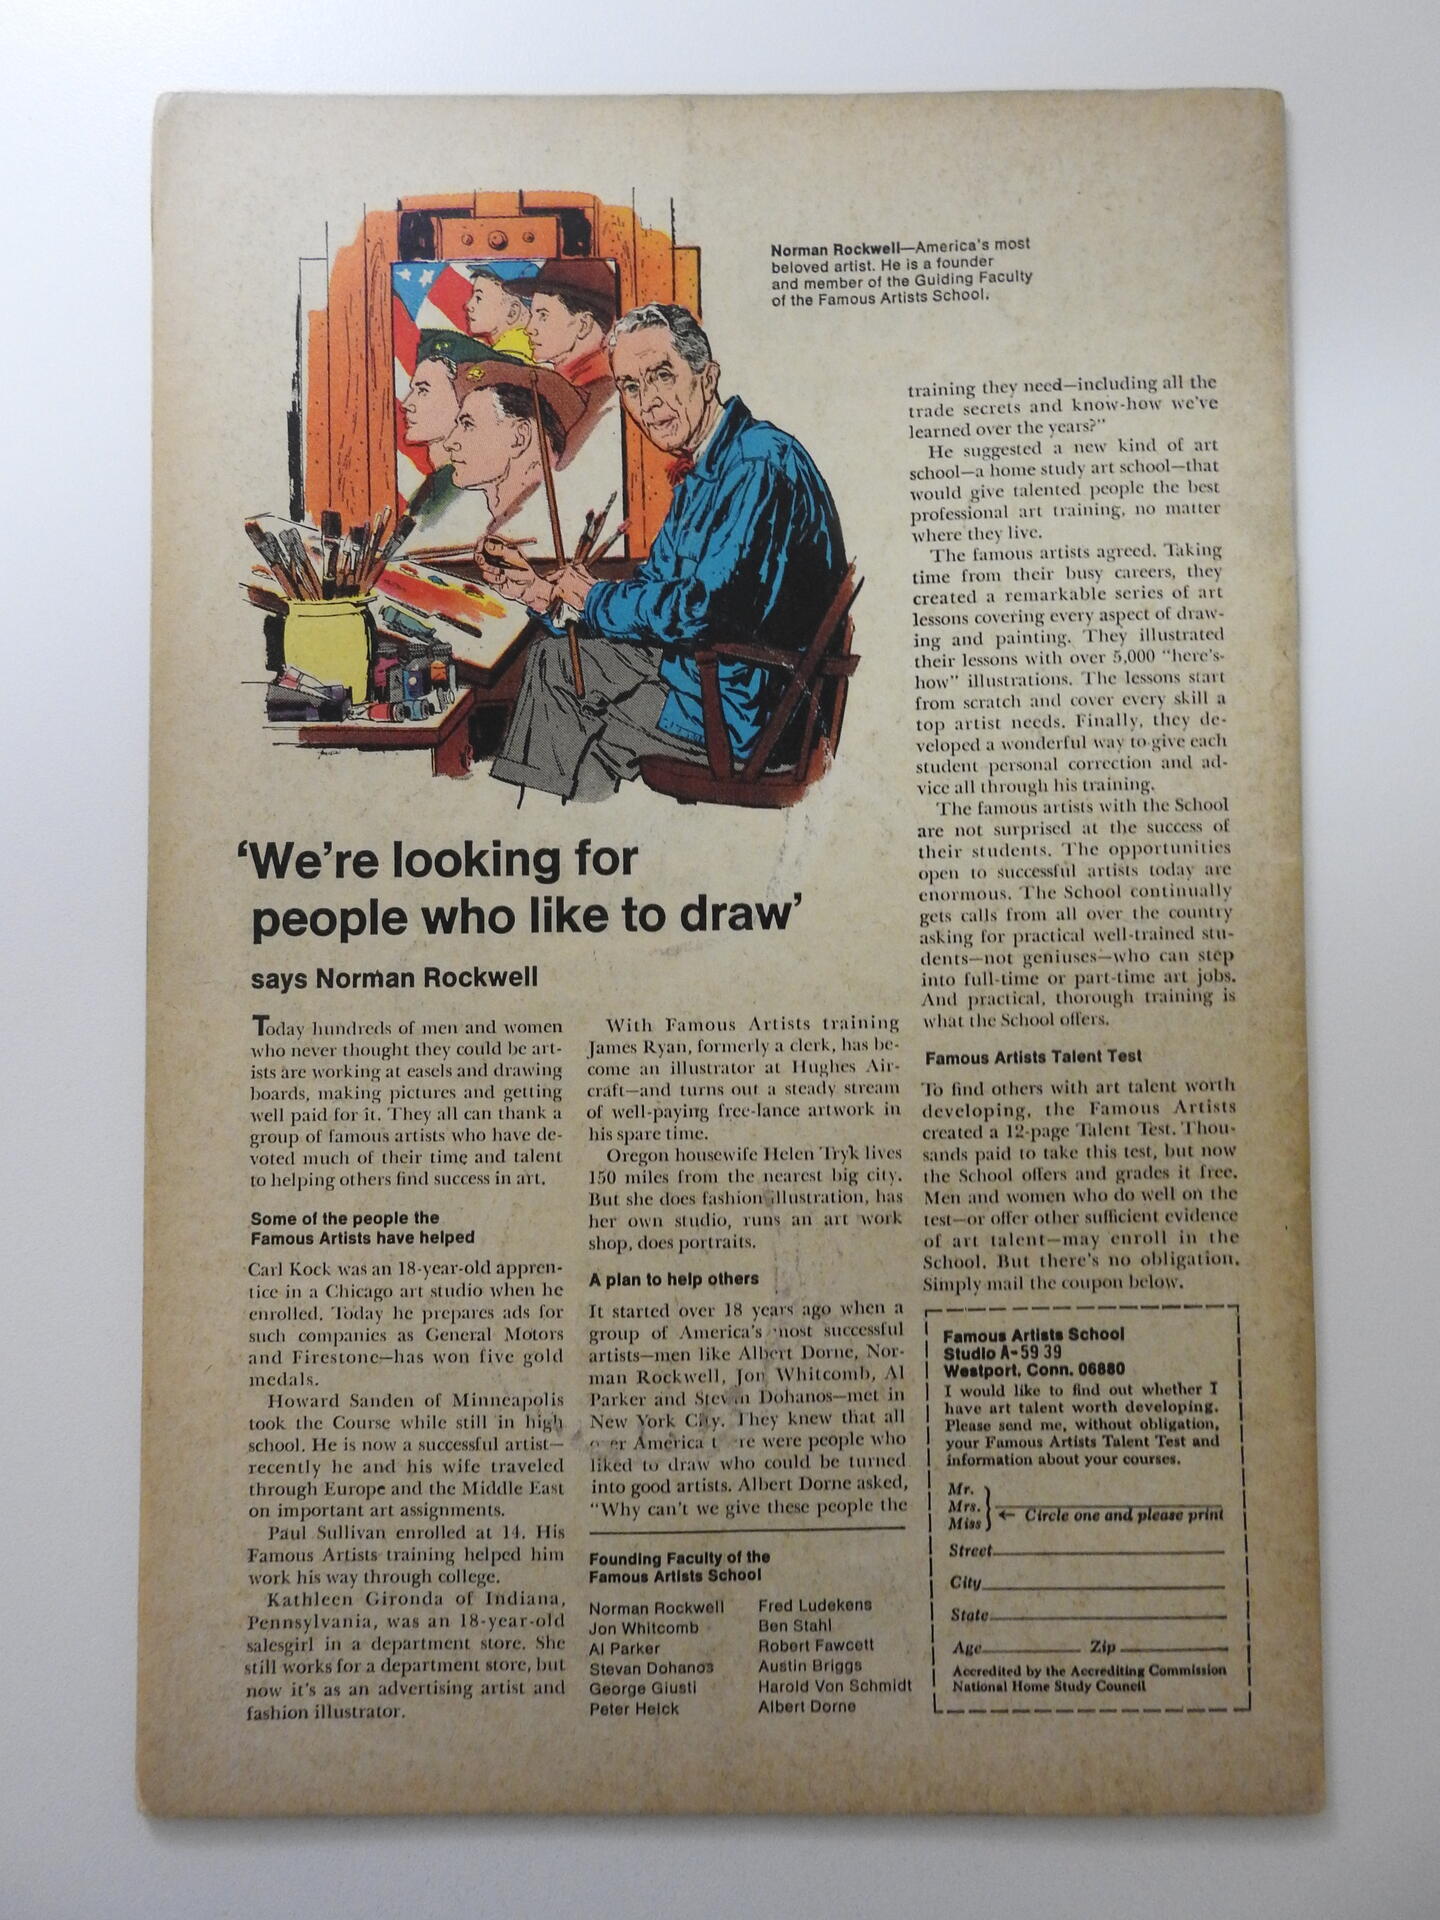 Norman Rockwell—America's most
beloved artist. He is a founder
and member of the Guiding Faculty
of the Famous Artists School.
'We're looking for
people who like to draw'
says Norman Rockwell
Today hundreds of men and women
who never thought they could be art-
ists are working at easels and drawing
boards, making pictures and getting
well paid for it. They all can thank a
group of famous artists who have de-
voted much of their time and talent
to helping others find success in art.
Some of the people the
Famous Artists have helped
Carl Kock was an 18-year-old appren-
tice in a Chicago art studio when he
enrolled. Today he prepares ads for
such companies as General Motors
and Firestone—has won five gold
medals.
Howard Sanden of Minneapolis
took the Course while still in high
school. He is now a successful artist—
recently he and his wife traveled
through Europe and the Middle East
on important art assignments.
Paul Sullivan enrolled at 14. His
Famous Artists training helped him
work his way through college.
Kathleen Gironda of Indiana,
Pennsylvania, was an 18-year-old
salesgirl in a department store. She
still works for a department store, but
now it's as an advertising artist and
fashion illustrator.
With Famous Artists training
James Ryan, formerly a clerk, has be-
come an illustrator at Hughes Air-
craft—and turns out a steady stream
of well-paying free-lance artwork in
his spare time.
Oregon housewife Helen Tryk lives
150 miles from the nearest big city.
But she does fashion illustration, has
her own studio, runs an art work
shop, does portraits.
A plan to help others
It started over 18 years ago when a
group of America's most successful
artists—men like Albert Dorne, Nor-
man Rockwell, Jon Whitcomb, Al
Parker and Stevan Dohanos—met in
New York City. They knew that all
over America there were people who
liked to draw who could be turned
into good artists. Albert Dorne asked,
"Why can't we give these people the
Founding Faculty of the
Famous Artists School
Norman Rockwell
Jon Whitcomb
Al Parker
Stevan Dohanos
George Giusti
Peter Helck
Fred Ludekens
Ben Stahl
Robert Fawcett
Austin Briggs
Harold Von Schmidt
Albert Dorne
training they need—including all the
trade secrets and know-how we've
learned over the years?"
He suggested a new kind of art
school—a home study art school—that
would give talented people the best
professional art training, no matter
where they live.
The famous artists agreed. Taking
time from their busy careers, they
created a remarkable series of art
lessons covering every aspect of draw-
ing and painting. They illustrated
their lessons with over 5,000 "here's-
how" illustrations. The lessons start
from scratch and cover every skill a
top artist needs. Finally, they de-
veloped a wonderful way to give each
student personal correction and ad-
vice all through his training.
The famous artists with the School
are not surprised at the success of
their students. The opportunities
open to successful artists today are
enormous. The School continually
gets calls from all over the country
asking for practical well-trained stu-
dents—not geniuses—who can step
into full-time or part-time art jobs.
And practical, thorough training is
what the School offers.
Famous Artists Talent Test
To find others with art talent worth
developing, the Famous Artists
created a 12-page Talent Test. Thou-
sands paid to take this test, but now
the School offers and grades it free.
Men and women who do well on the
test—or offer other sufficient evidence
of art talent—may enroll in the
School. But there's no obligation.
Simply mail the coupon below.
Famous Artists School
Studio A-5939
Westport, Conn. 06880
I would like to find out whether I
have art talent worth developing.
Please send me, without obligation,
your Famous Artists Talent Test and
information about your courses.
Mr.
Mrs.
Miss
← Circle one and please print
Street
City
State
Age Zip
Accredited by the Accrediting Commission
National Home Study Council